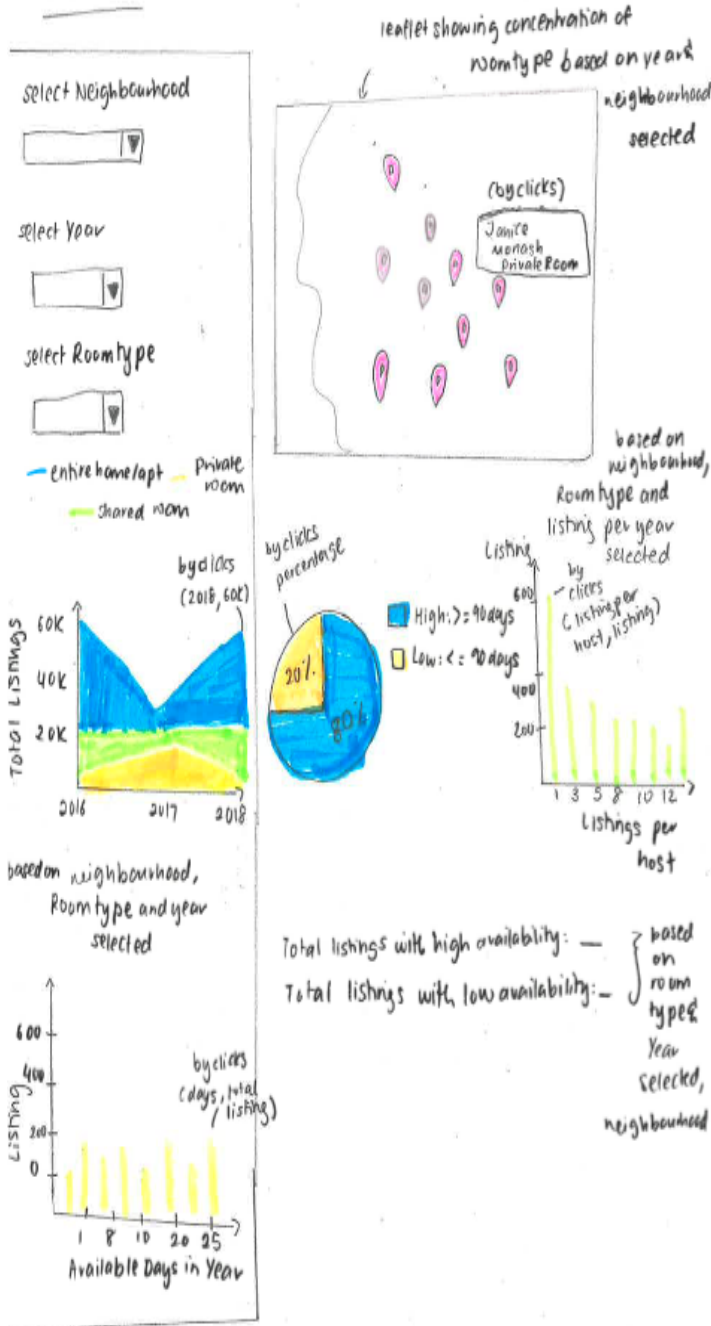 select Neighbourhood
select Year
select Roomtype
entire home/apt
Private
room
Shared room
by clicks
(2018, 60K)
Total Listings
60K
40K
20K
2016
2017
2018
based on neighbourhood,
Roomtype and year
selected
Listing
600
400
200
0
by clicks
(days, total
listing)
1 8 10 20 25
Available Days in Year
leaflet showing concentration of
roomtype based on year &
neighbourhood
selected
(by clicks)
Janice
Monash
Private Room
by clicks
percentage
20%
80%
High: >= 90 days
Low: <= 90 days
based on
neighbourhood,
Roomtype and
listing per year
selected
Listing
600
400
200
by
clicks
(listing per
host, listing)
1 3 5 8 10 12
Listings per
host
Total listings with high availability: —
Total listings with low availability: –
based
on
room
type &
Year
selected,
neighbourhood